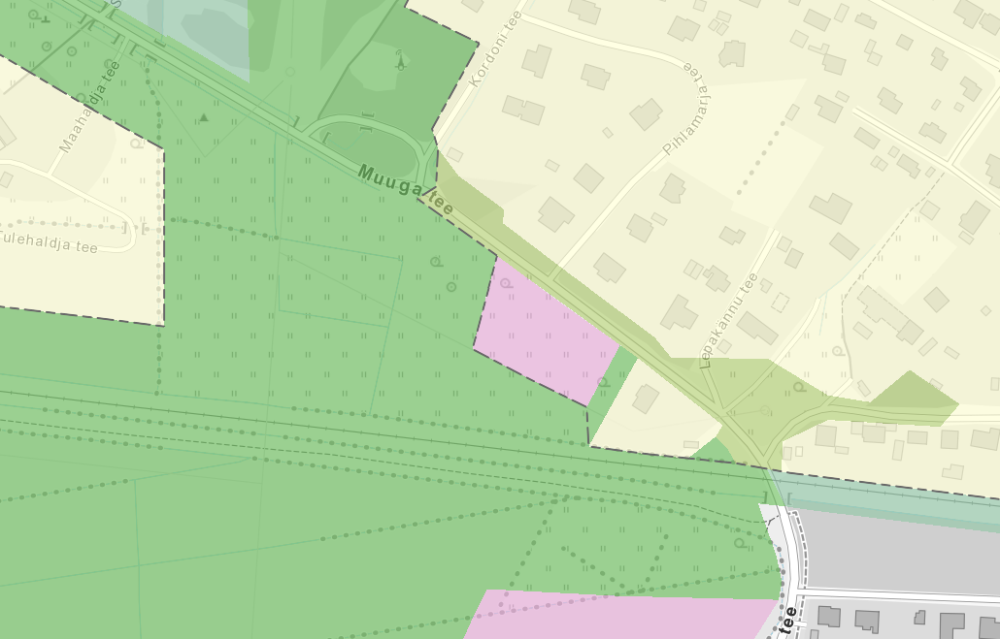 Kordoni tee
Pihlamarja tee
Maahaldja tee
Muuga tee
Tulehaldja tee
Lepakannu tee
tee